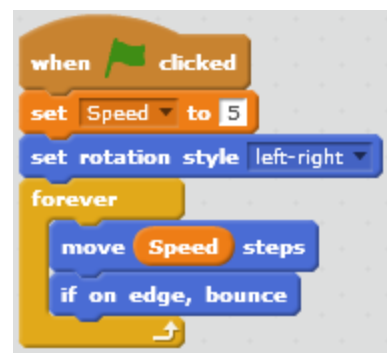 when clicked
set Speed to 5
set rotation style left-right
forever
move Speed steps
if on edge, bounce